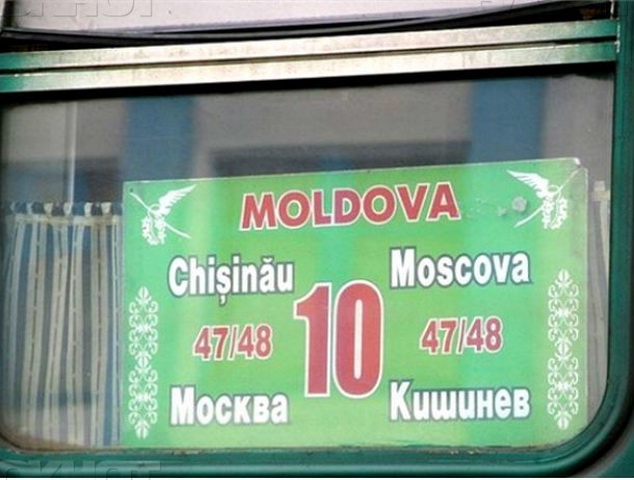 MOLDOVA
Chișinău Moscova
47/48 10 47/48
Москва Кишинев